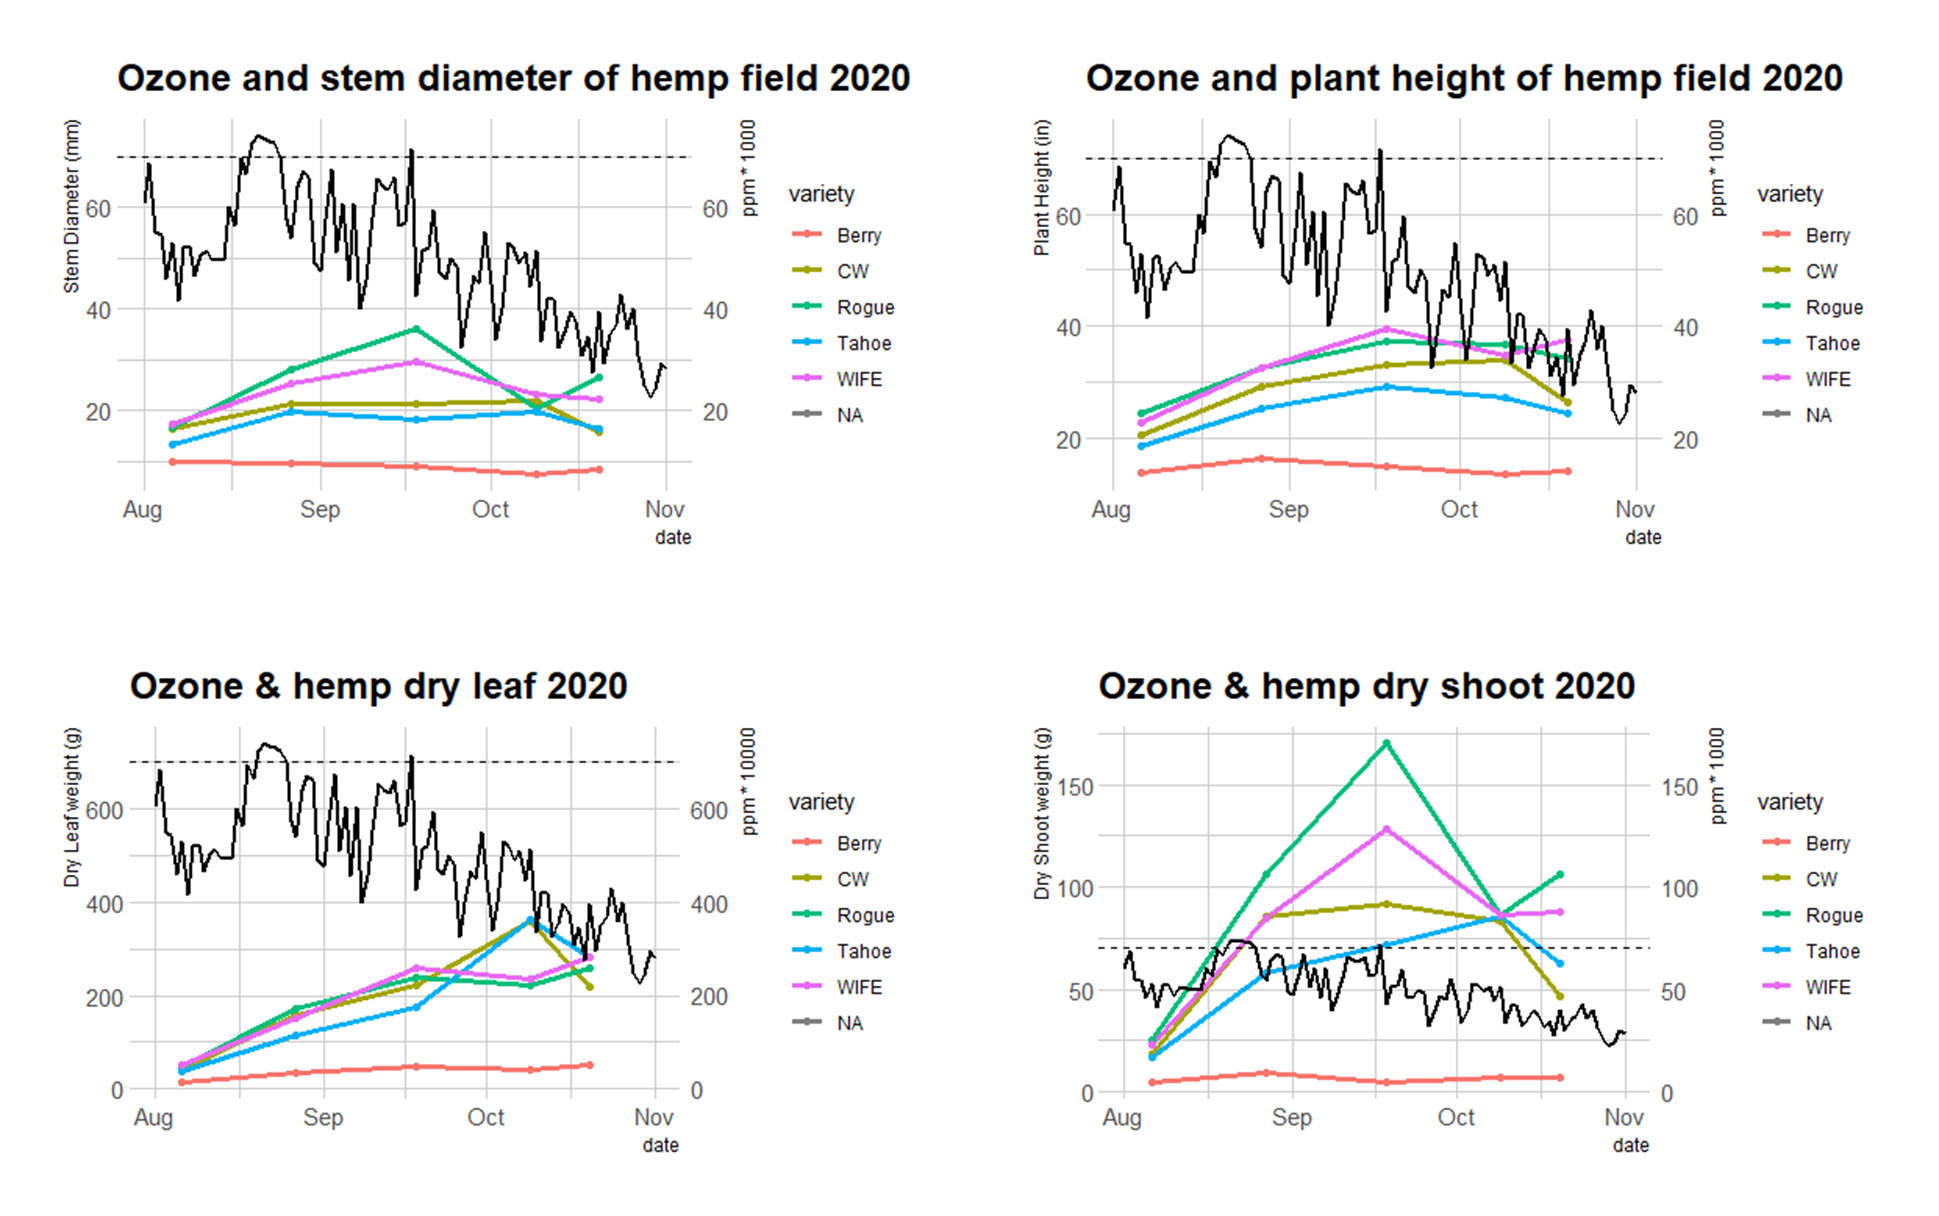 Ozone and stem diameter of hemp field 2020
Stem Diameter (mm)
60
40
20
60
40
20
ppm * 1000
Aug Sep Oct Nov
date
variety
Berry
CW
Rogue
Tahoe
WIFE
NA
Ozone and plant height of hemp field 2020
Plant Height (in)
60
40
20
60
40
20
ppm * 1000
Aug Sep Oct Nov
date
variety
Berry
CW
Rogue
Tahoe
WIFE
NA
Ozone & hemp dry leaf 2020
Dry Leaf weight (g)
600
400
200
0
600
400
200
0
ppm * 10000
Aug Sep Oct Nov
date
variety
Berry
CW
Rogue
Tahoe
WIFE
NA
Ozone & hemp dry shoot 2020
Dry Shoot weight (g)
150
100
50
0
150
100
50
0
ppm * 1000
Aug Sep Oct Nov
date
variety
Berry
CW
Rogue
Tahoe
WIFE
NA